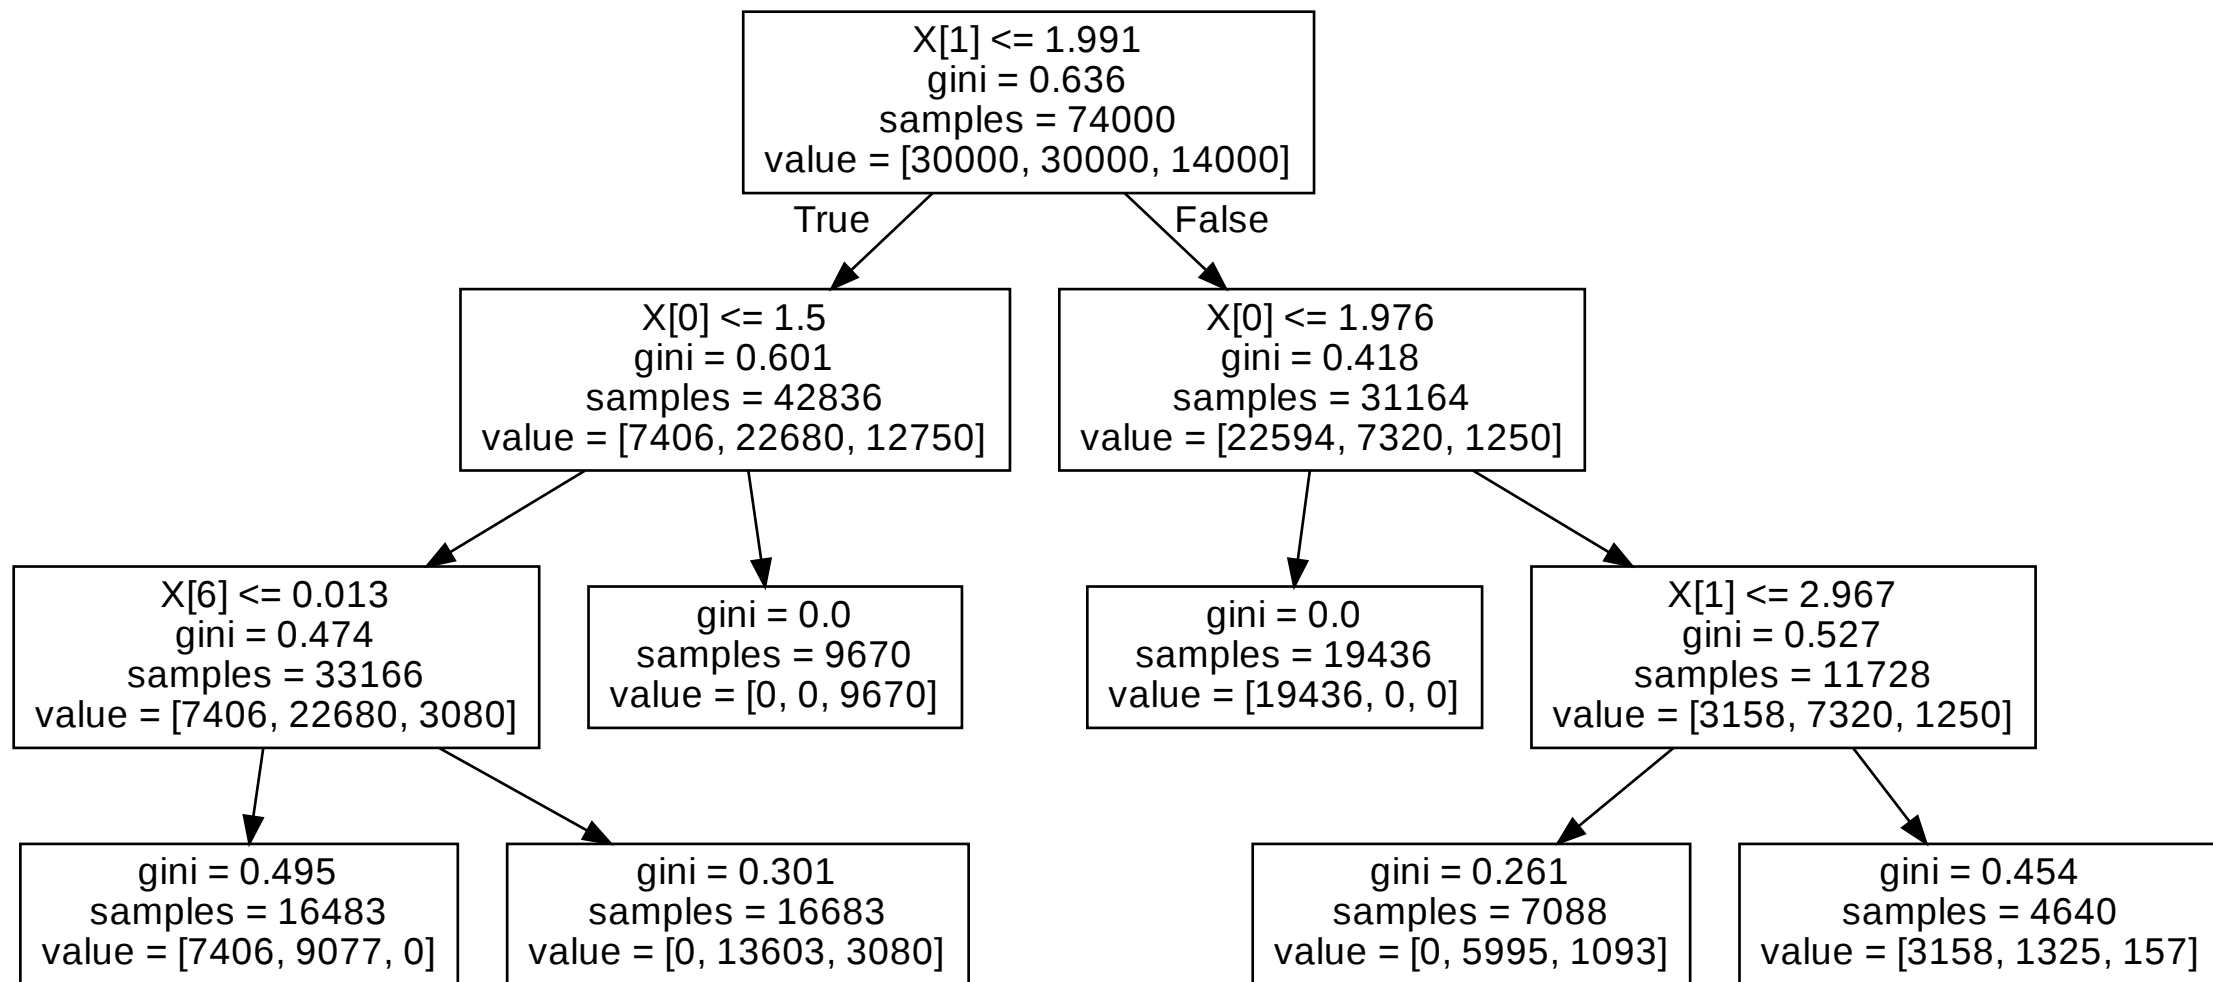 X[1] <= 1.991
gini = 0.636
samples = 74000
value = [30000, 30000, 14000]
True
False
X[0] <= 1.5
gini = 0.601
samples = 42836
value = [7406, 22680, 12750]
X[0] <= 1.976
gini = 0.418
samples = 31164
value = [22594, 7320, 1250]
X[6] <= 0.013
gini = 0.474
samples = 33166
value = [7406, 22680, 3080]
gini = 0.0
samples = 9670
value = [0, 0, 9670]
gini = 0.0
samples = 19436
value = [19436, 0, 0]
X[1] <= 2.967
gini = 0.527
samples = 11728
value = [3158, 7320, 1250]
gini = 0.495
samples = 16483
value = [7406, 9077, 0]
gini = 0.301
samples = 16683
value = [0, 13603, 3080]
gini = 0.261
samples = 7088
value = [0, 5995, 1093]
gini = 0.454
samples = 4640
value = [3158, 1325, 157]